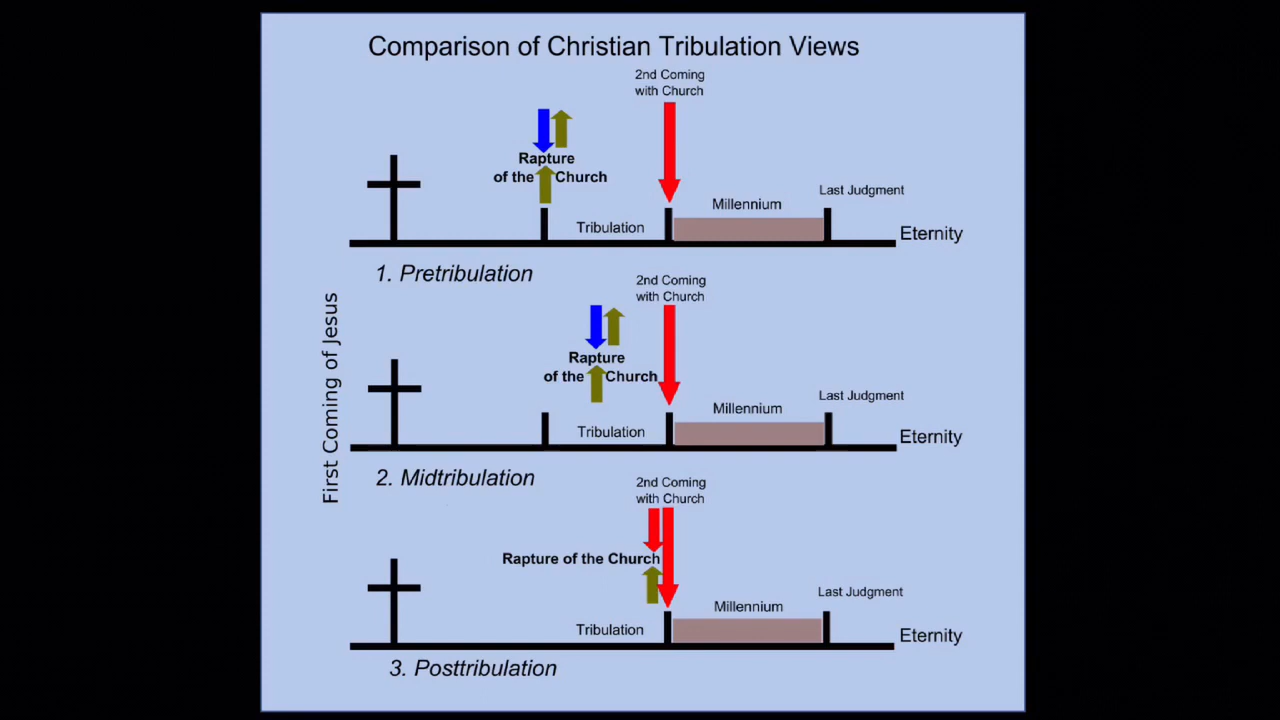 Comparison of Christian Tribulation Views
2nd Coming
with Church
Rapture
of the Church
Last Judgment
Millennium
Tribulation
Eternity
1. Pretribulation
First Coming of Jesus
2nd Coming
with Church
Rapture
of the Church
Last Judgment
Millennium
Tribulation
Eternity
2. Midtribulation
2nd Coming
with Church
Rapture of the Church
Last Judgment
Millennium
Tribulation
Eternity
3. Posttribulation